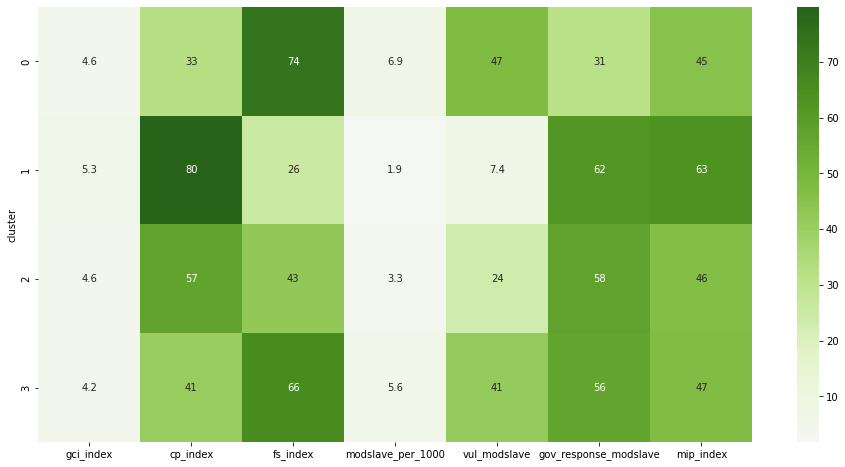 0 4.6 33 74 6.9 47 31 45
1 5.3 80 26 1.9 7.4 62 63
2 4.6 57 43 3.3 24 58 46
3 4.2 41 66 5.6 41 56 47
cluster
gci_index cp_index fs_index modslave_per_1000 vul_modslave gov_response_modslave mip_index
70
60
50
40
30
20
10